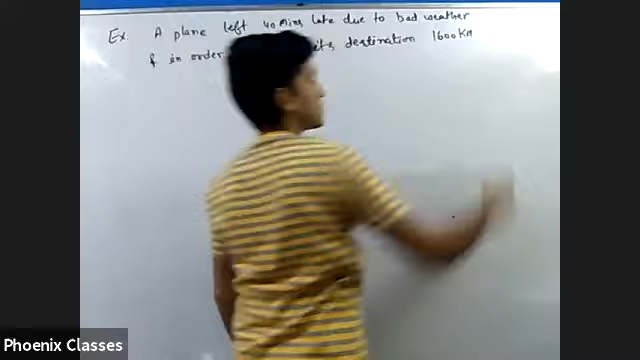 Ex. A plane left 40 mins late due to bad weather
& in order its destination 1600 Km
Phoenix Classes